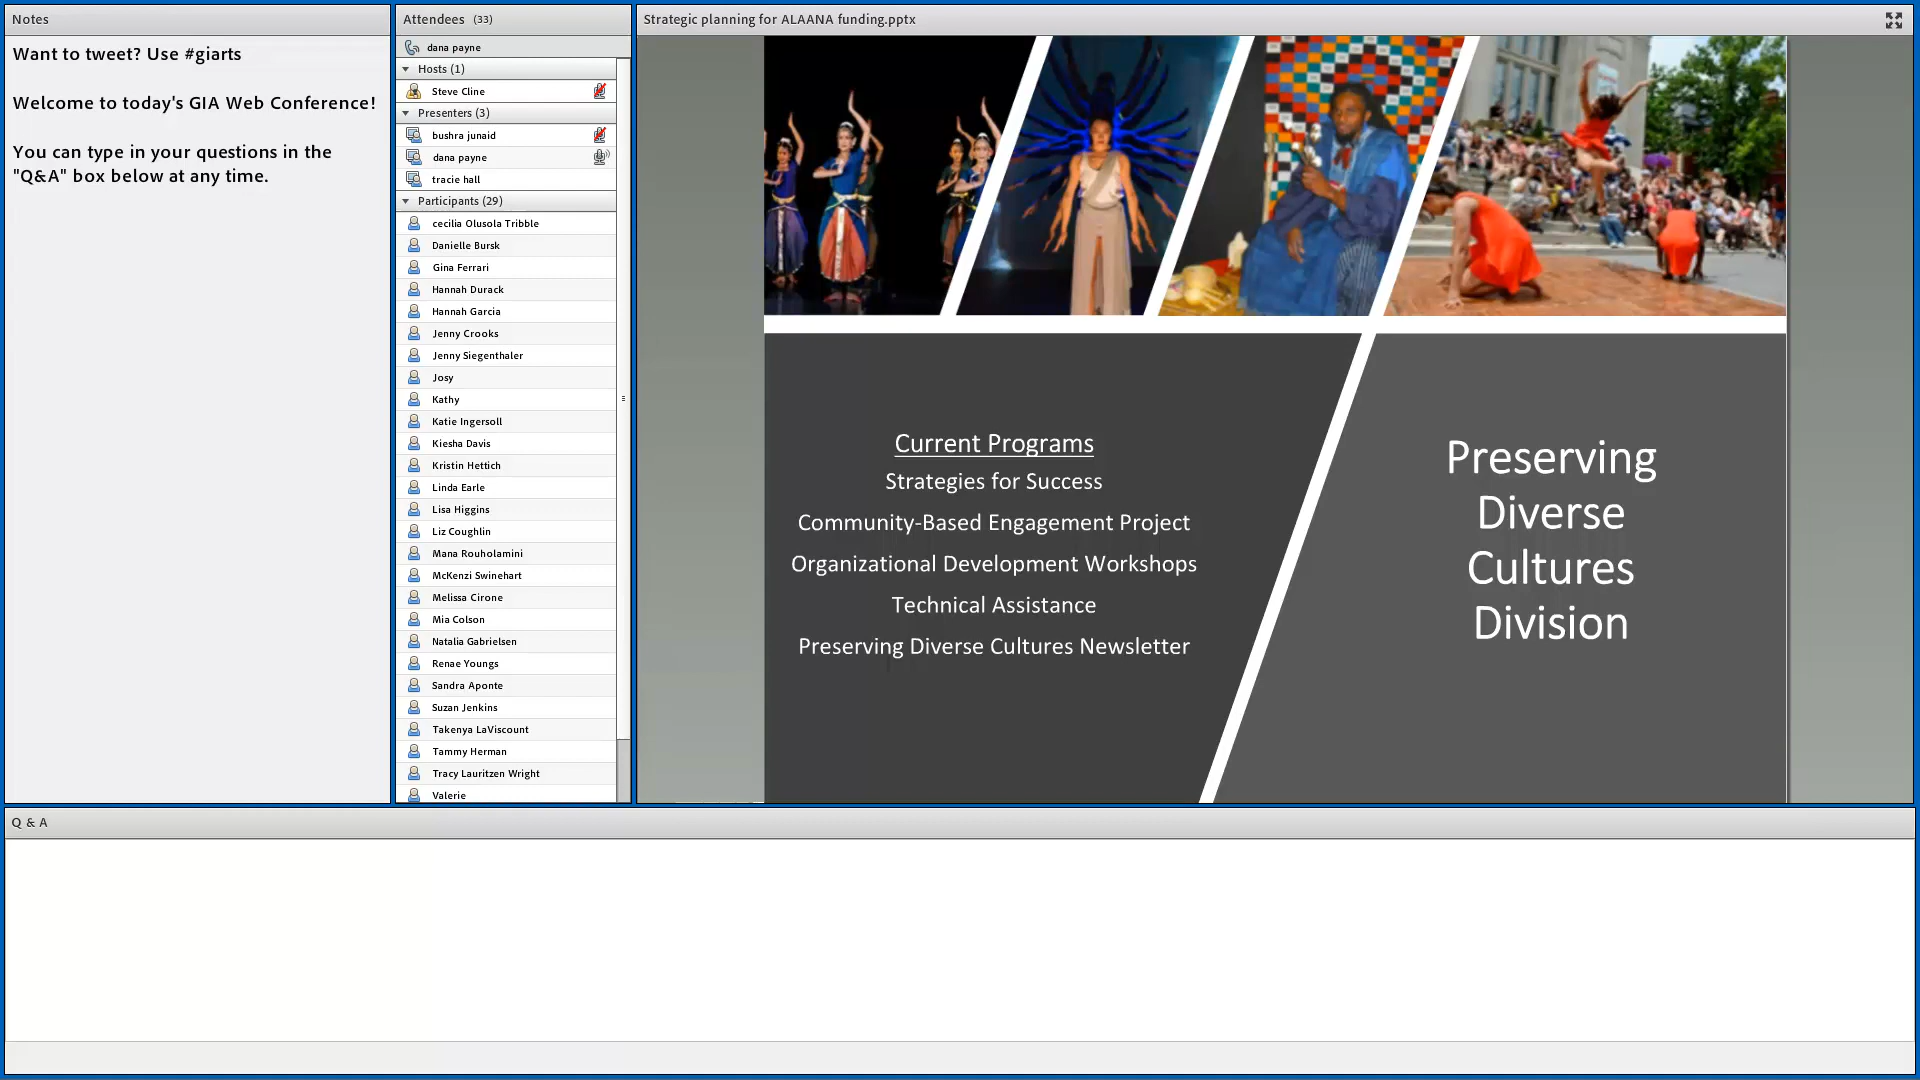 Notes
Want to tweet? Use #giarts
Welcome to today's GIA Web Conference!
You can type in your questions in the
"Q&A" box below at any time.
Attendees (33)
dana payne
Hosts (1)
Steve Cline
Presenters (3)
bushra junaid
dana payne
tracie hall
Participants (29)
cecilia Olusola Tribble
Danielle Bursk
Gina Ferrari
Hannah Durack
Hannah Garcia
Jenny Crooks
Jenny Siegenthaler
Josy
Kathy
Katie Ingersoll
Kiesha Davis
Kristin Hettich
Linda Earle
Lisa Higgins
Liz Coughlin
Mana Rouholamini
McKenzi Swinehart
Melissa Cirone
Mia Colson
Natalia Gabrielsen
Renae Youngs
Sandra Aponte
Suzan Jenkins
Takenya LaViscount
Tammy Herman
Tracy Lauritzen Wright
Valerie
Strategic planning for ALAANA funding.pptx
Current Programs
Strategies for Success
Community-Based Engagement Project
Organizational Development Workshops
Technical Assistance
Preserving Diverse Cultures Newsletter
Preserving
Diverse
Cultures
Division
Q & A